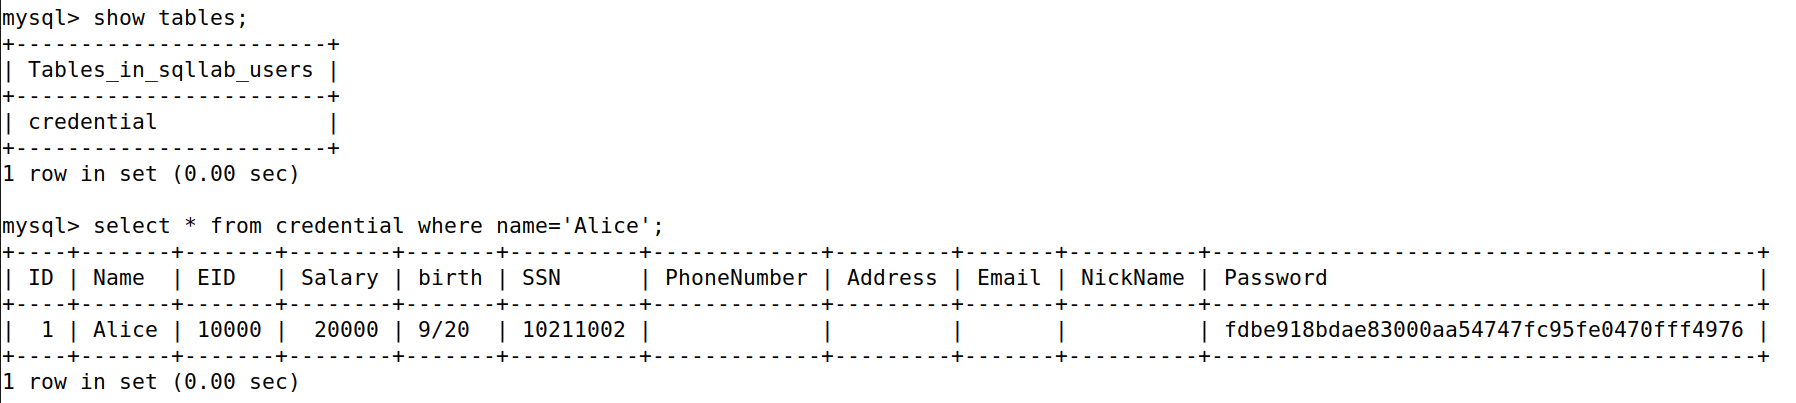 mysql> show tables;
+------------------------+
| Tables_in_sqllab_users |
+------------------------+
| credential             |
+------------------------+
1 row in set (0.00 sec)

mysql> select * from credential where name='Alice';
+----+-------+-------+--------+-------+----------+-------------+---------+-------+----------+------------------------------------------+
| ID | Name  | EID   | Salary | birth | SSN      | PhoneNumber | Address | Email | NickName | Password                                 |
+----+-------+-------+--------+-------+----------+-------------+---------+-------+----------+------------------------------------------+
|  1 | Alice | 10000 |  20000 | 9/20  | 10211002 |             |         |       |          | fdbe918bdae83000aa54747fc95fe0470fff4976 |
+----+-------+-------+--------+-------+----------+-------------+---------+-------+----------+------------------------------------------+
1 row in set (0.00 sec)